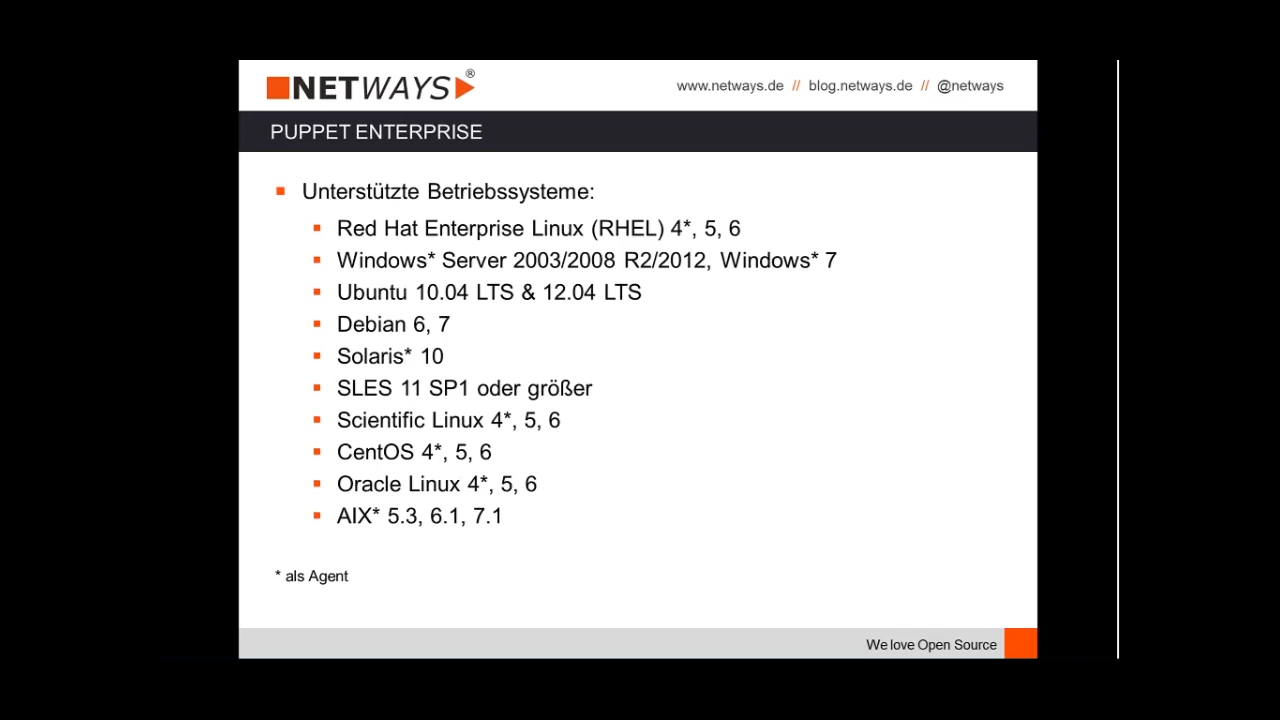 NETWAYS®
www.netways.de // blog.netways.de // @netways
PUPPET ENTERPRISE
Unterstützte Betriebssysteme:
Red Hat Enterprise Linux (RHEL) 4*, 5, 6
Windows* Server 2003/2008 R2/2012, Windows* 7
Ubuntu 10.04 LTS & 12.04 LTS
Debian 6, 7
Solaris* 10
SLES 11 SP1 oder größer
Scientific Linux 4*, 5, 6
CentOS 4*, 5, 6
Oracle Linux 4*, 5, 6
AIX* 5.3, 6.1, 7.1
* als Agent
We love Open Source